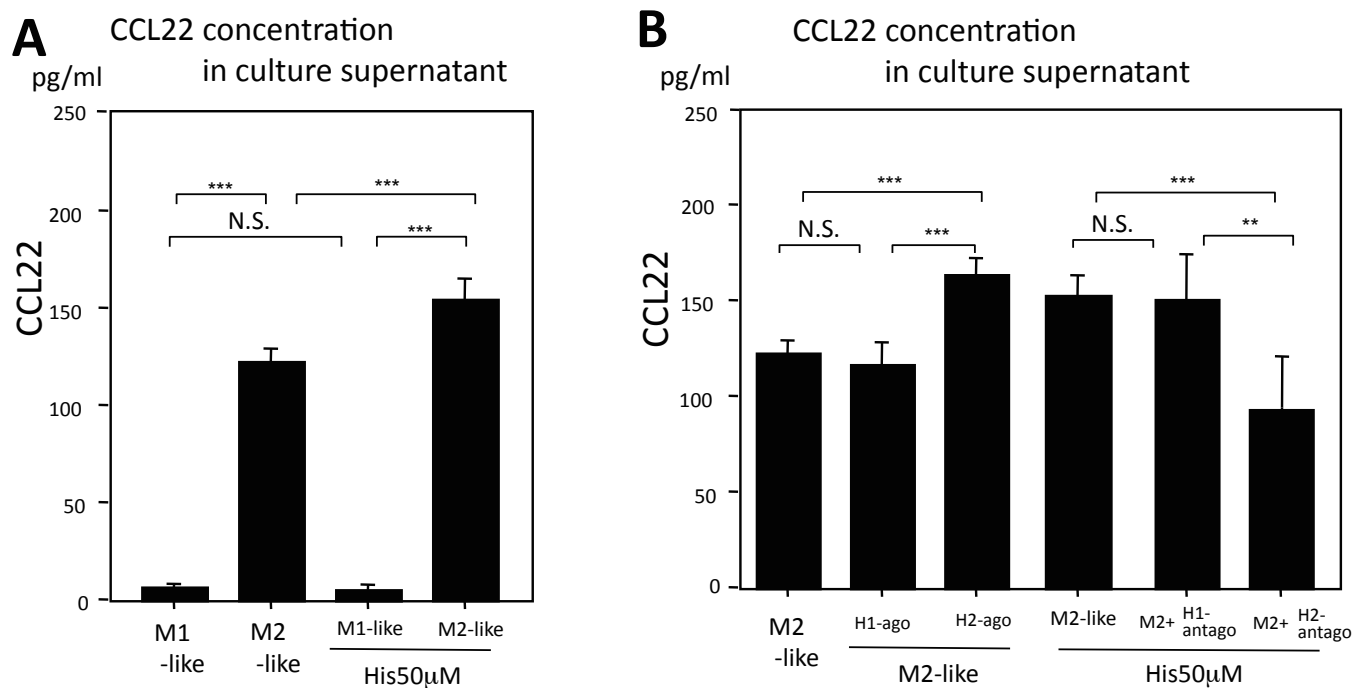 A
CCL22 concentration
in culture supernatant
pg/ml
250
200
150
100
50
0
CCL22
***
***
N.S.
***
M1
-like
M2
-like
M1-like
M2-like
His50μM
B
CCL22 concentration
in culture supernatant
pg/ml
250
200
150
100
50
0
CCL22
***
***
N.S.
***
N.S.
**
M2
-like
H1-ago
H2-ago
M2-like
M2-like
M2+ H1-
antago
M2+ H2-
antago
His50μM